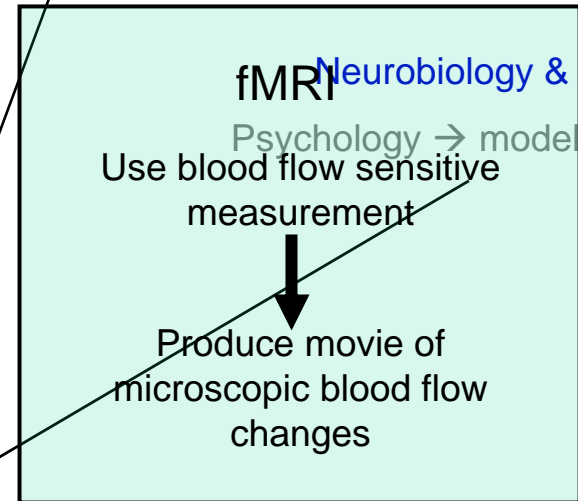 fMRI
Neurobiology &
Psychology → model
Use blood flow sensitive
measurement
Produce movie of
microscopic blood flow
changes